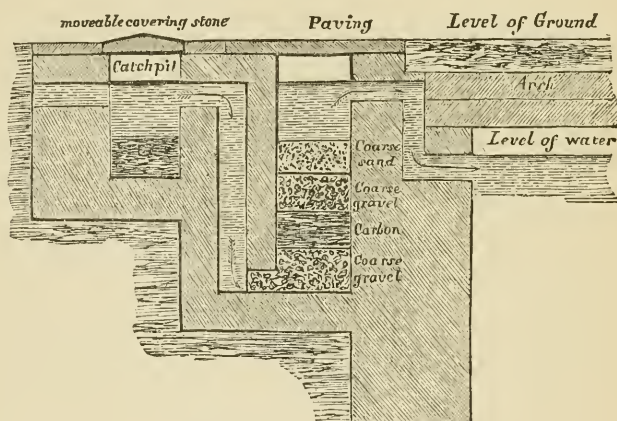 moveable covering stone
Paving
Level of Ground
Catchpit
Arch
Level of water
Coarse
sand
Coarse
gravel
Carbon
Coarse
gravel